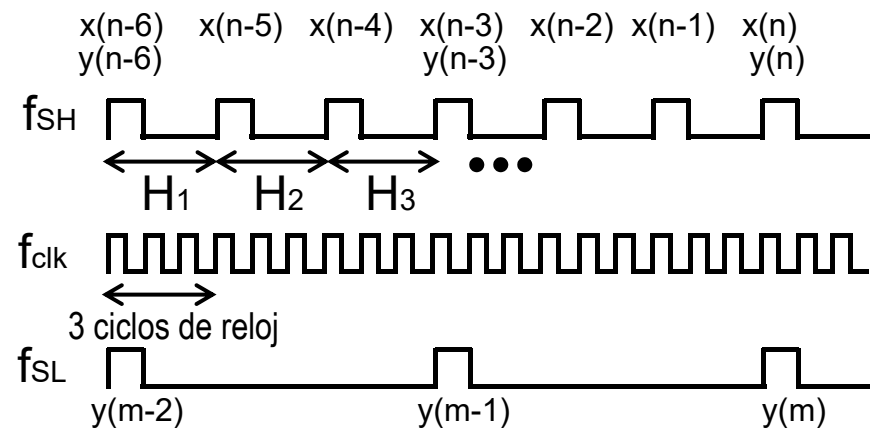 x(n-6) x(n-5) x(n-4) x(n-3) x(n-2) x(n-1) x(n)
y(n-6) y(n-3) y(n)
fSH
H1 H2 H3
fclk
3 ciclos de reloj
fSL
y(m-2) y(m-1) y(m)